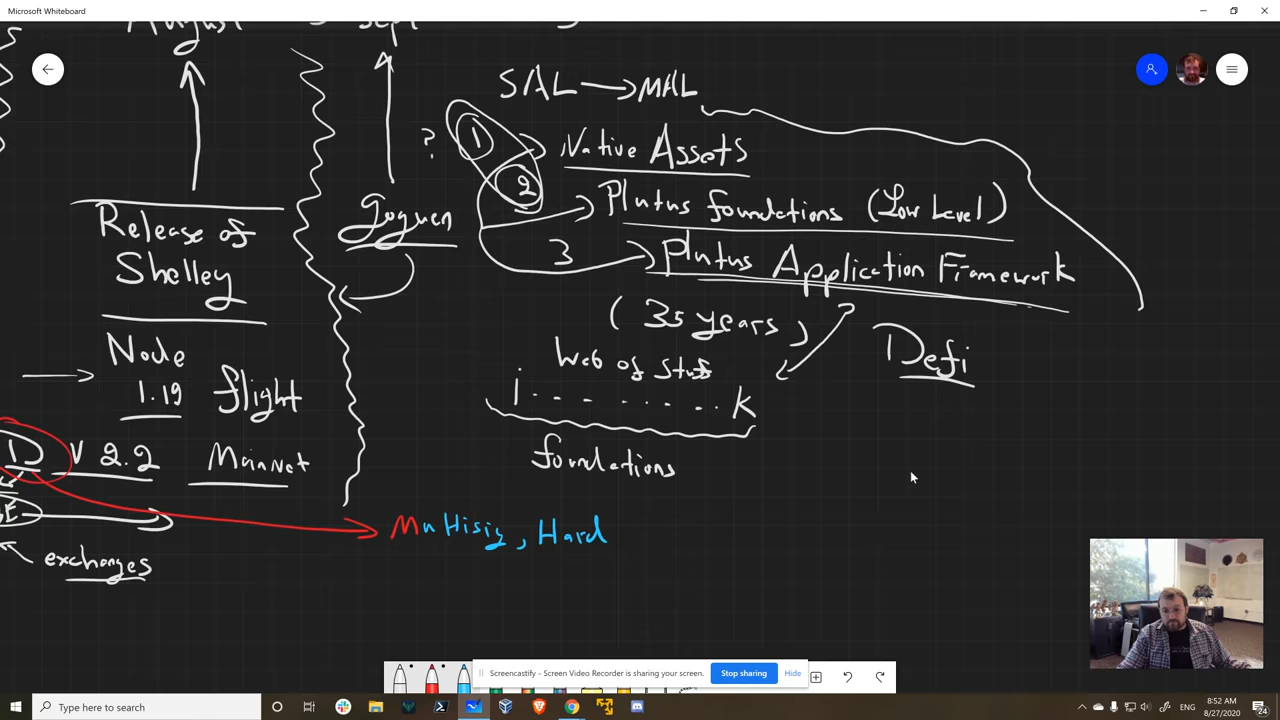 Microsoft Whiteboard
August
Sept
SAL → MAL
?
1
Native Assets
2
Plutus foundations (Low Level)
3
Plutus Application Framework
(35 years)
Defi
Web of stuff
i . . . . . . . . k
foundations
Goguen
Release of
Shelley
Node
1.19
flight
V 2.2
Mainnet
exchanges
Multisig, Hard
Screencastify - Screen Video Recorder is sharing your screen.
Stop sharing
Hide
Type here to search
ENG
8:52 AM
8/27/2020
24